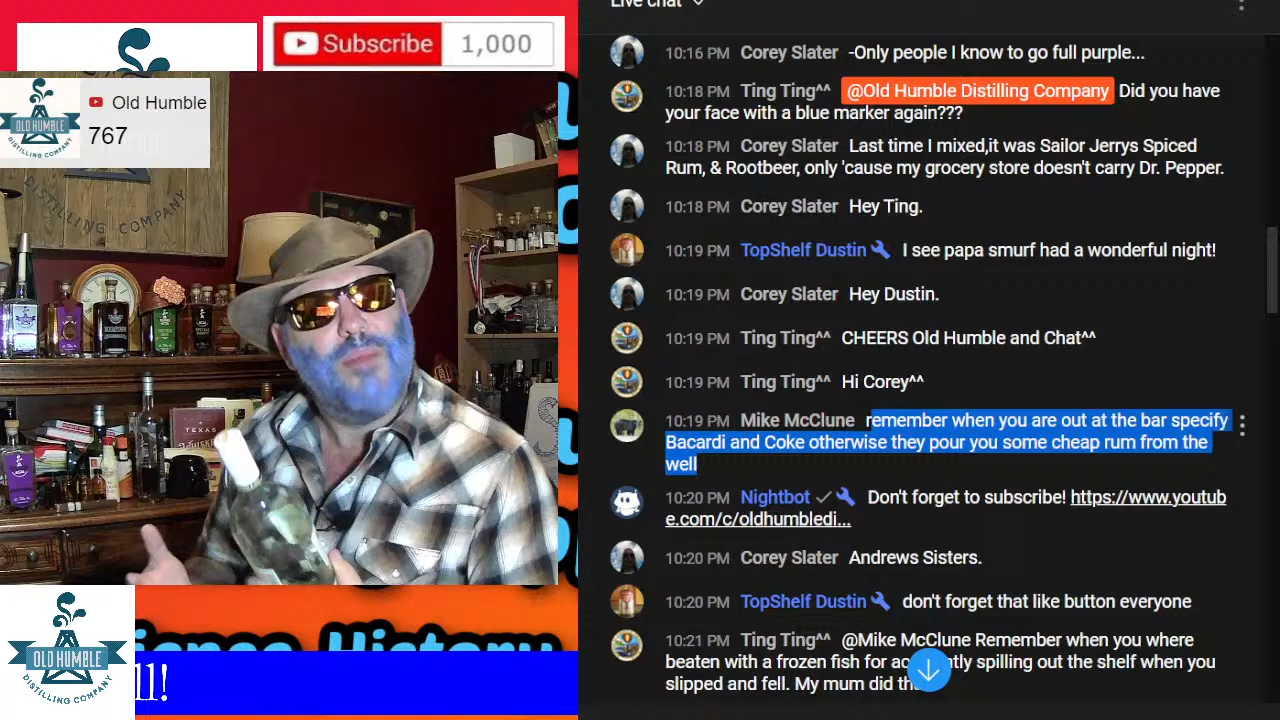 Subscribe 1,000
Old Humble
767
OLD HUMBLE
DISTILLING COMPANY
DISTILLING COMPANY
TEXAS
OLD HUMBLE
DISTILLING COMPANY
ience History
ll!
Live chat
10:16 PM Corey Slater -Only people I know to go full purple...
10:18 PM Ting Ting^^ @Old Humble Distilling Company Did you have
your face with a blue marker again???
10:18 PM Corey Slater Last time I mixed,it was Sailor Jerrys Spiced
Rum, & Rootbeer, only 'cause my grocery store doesn't carry Dr. Pepper.
10:18 PM Corey Slater Hey Ting.
10:19 PM TopShelf Dustin I see papa smurf had a wonderful night!
10:19 PM Corey Slater Hey Dustin.
10:19 PM Ting Ting^^ CHEERS Old Humble and Chat^^
10:19 PM Ting Ting^^ Hi Corey^^
10:19 PM Mike McClune remember when you are out at the bar specify
Bacardi and Coke otherwise they pour you some cheap rum from the
well
10:20 PM Nightbot Don't forget to subscribe! https://www.youtub
e.com/c/oldhumbledi...
10:20 PM Corey Slater Andrews Sisters.
10:20 PM TopShelf Dustin don't forget that like button everyone
10:21 PM Ting Ting^^ @Mike McClune Remember when you where
beaten with a frozen fish for ac ntly spilling out the shelf when you
slipped and fell. My mum did th